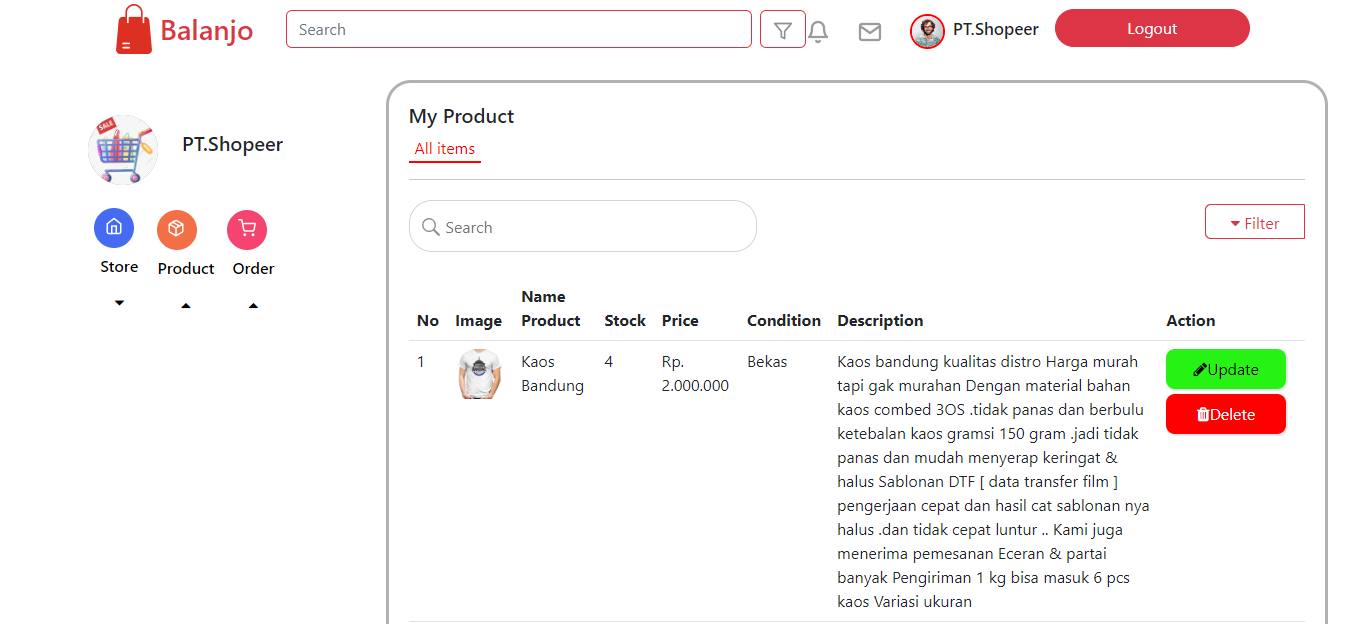 Balanjo
Search
PT.Shopeer
Logout
SALE
PT.Shopeer
Store
Product
Order
My Product
All items
Search
Filter
No Image Name Product Stock Price Condition Description Action
1
Kaos
Bandung
4
Rp.
2.000.000
Bekas
Kaos bandung kualitas distro Harga murah
tapi gak murahan Dengan material bahan
kaos combed 3OS .tidak panas dan berbulu
ketebalan kaos gramsi 150 gram .jadi tidak
panas dan mudah menyerap keringat &
halus Sablonan DTF [ data transfer film ]
pengerjaan cepat dan hasil cat sablonan nya
halus .dan tidak cepat luntur .. Kami juga
menerima pemesanan Eceran & partai
banyak Pengiriman 1 kg bisa masuk 6 pcs
kaos Variasi ukuran
Update
Delete